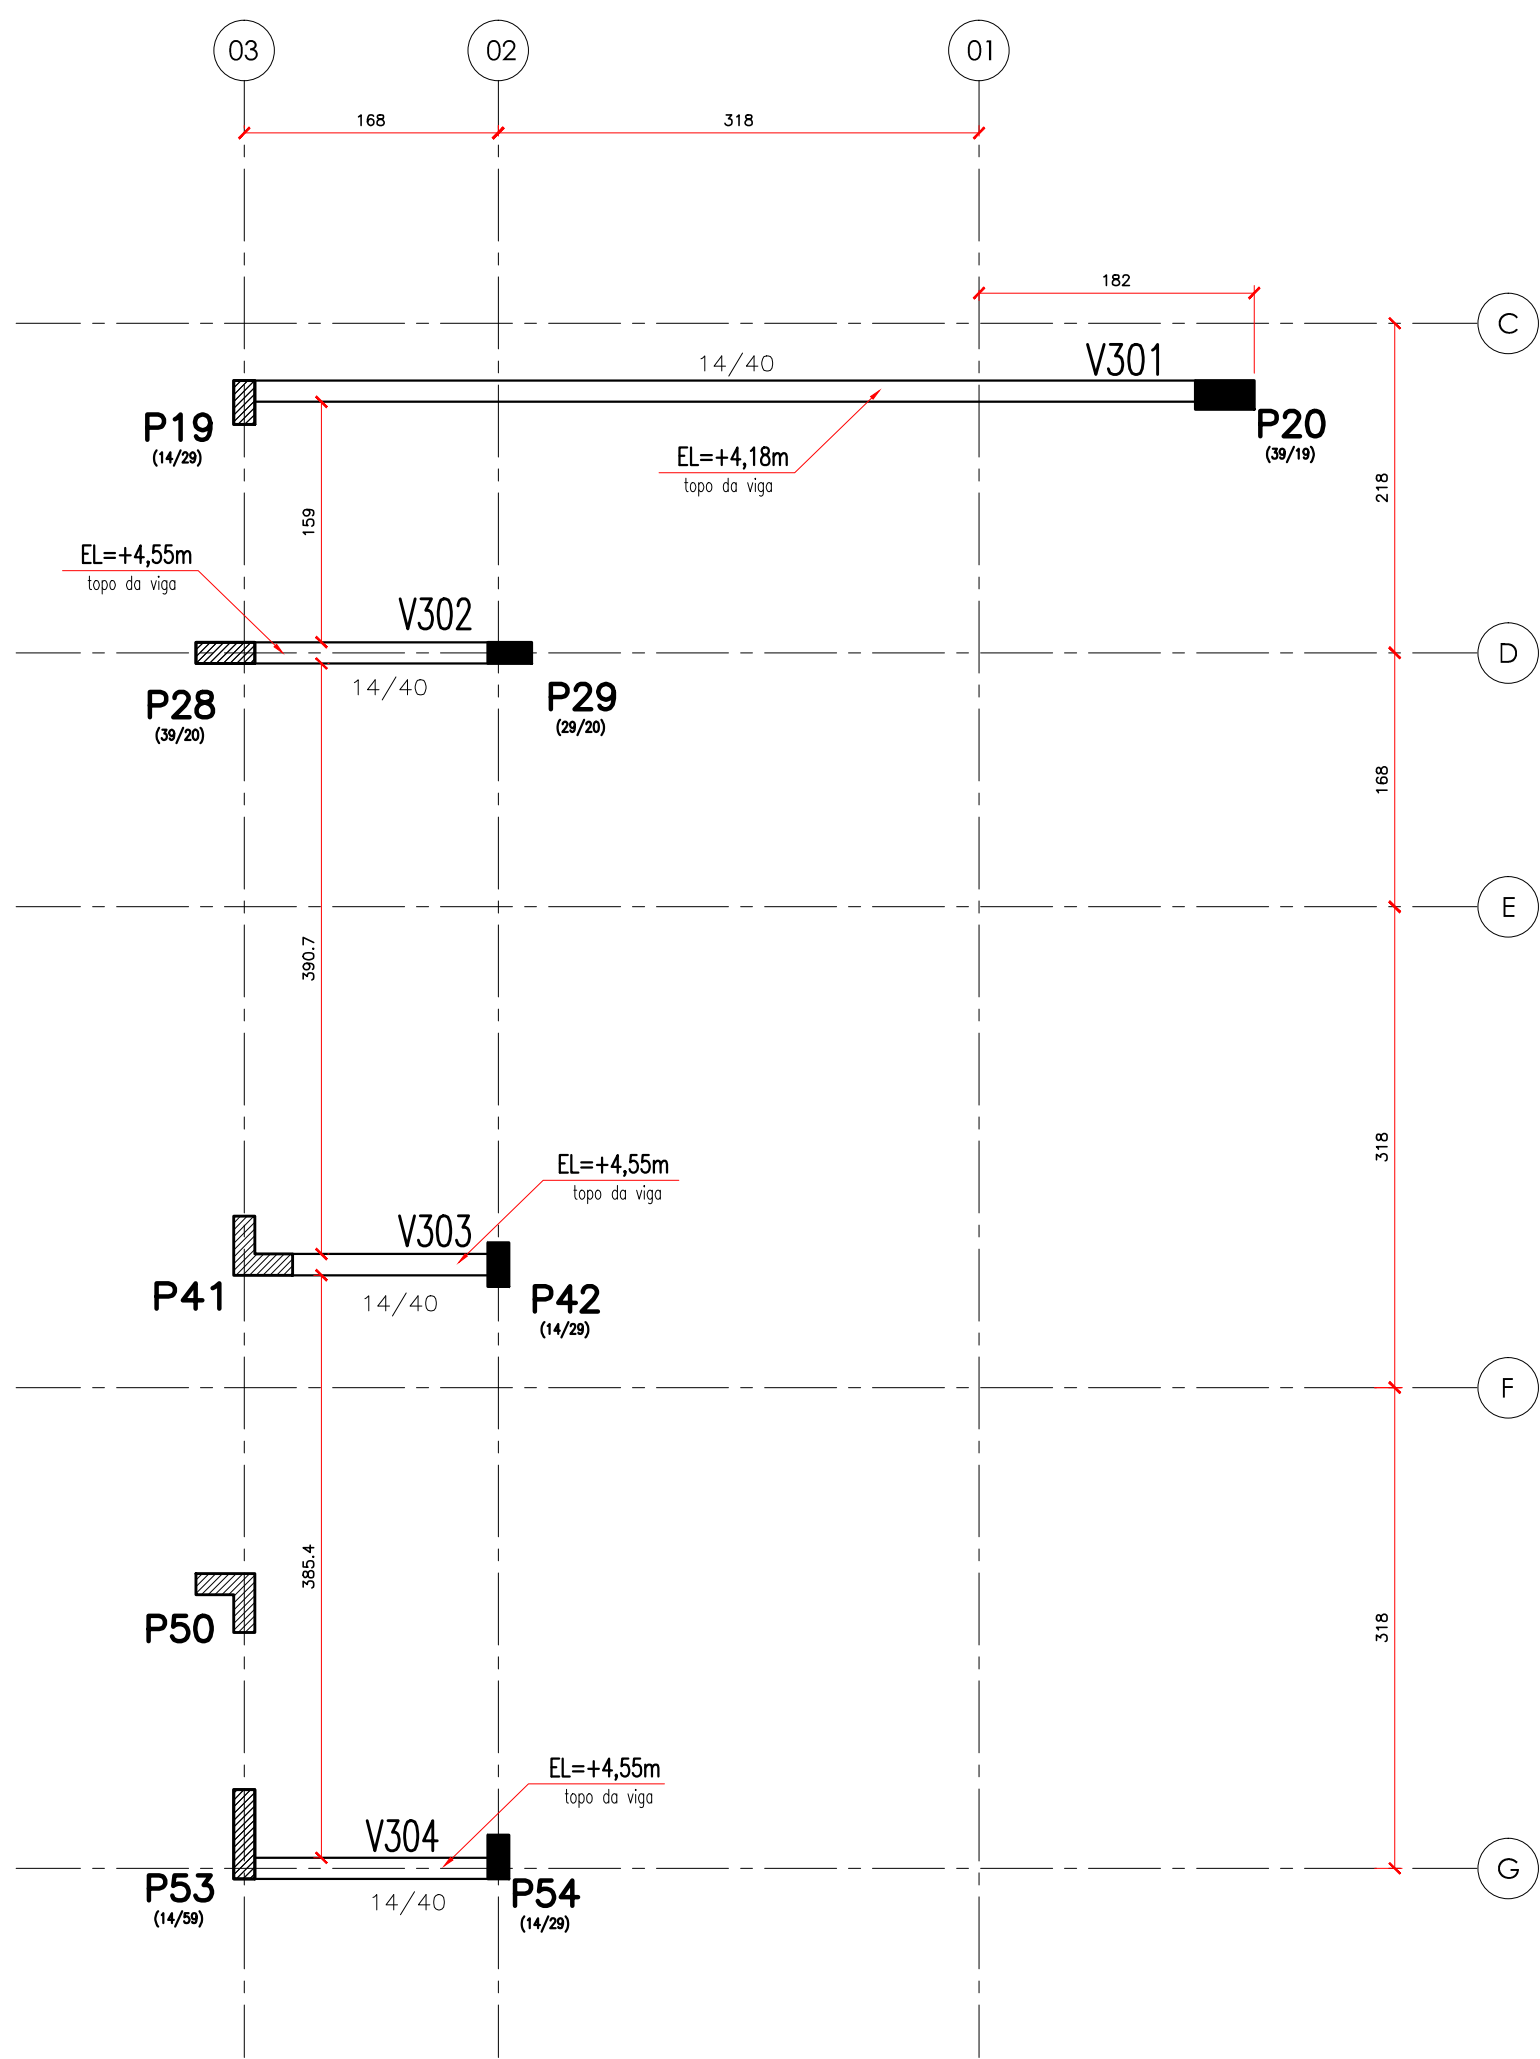 03
02
01
168
318
182
C
14/40
V301
P19
(14/29)
P20
(39/19)
EL=+4,18m
topo da viga
218
159
EL=+4,55m
topo da viga
V302
D
14/40
P28
(39/20)
P29
(29/20)
168
E
390.7
318
EL=+4,55m
topo da viga
V303
P41
14/40
P42
(14/29)
F
385.4
P50
318
EL=+4,55m
topo da viga
V304
G
P53
(14/59)
14/40
P54
(14/29)